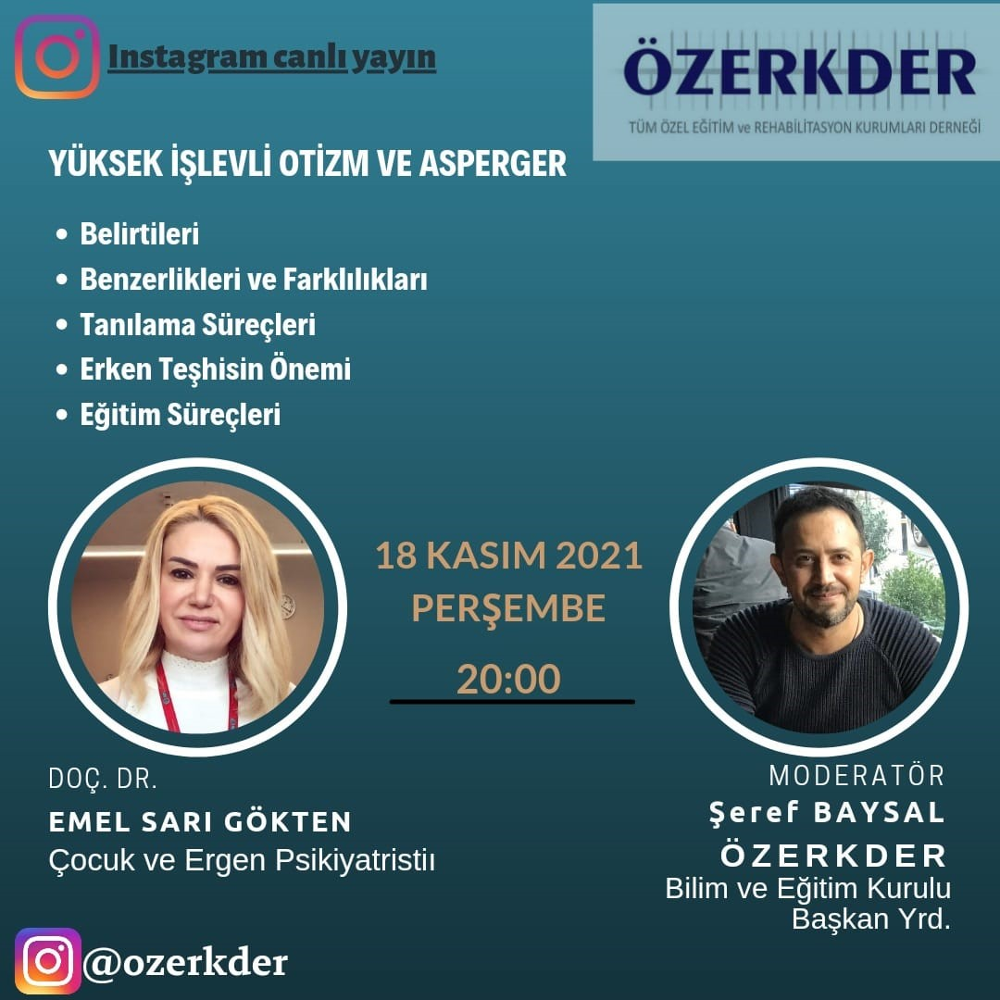 Instagram canlı yayın
ÖZERKDER
TÜM ÖZEL EĞİTİM ve REHABİLİTASYON KURUMLARI DERNEĞİ
YÜKSEK İŞLEVLİ OTİZM VE ASPERGER
• Belirtileri
• Benzerlikleri ve Farklılıkları
• Tanılama Süreçleri
• Erken Teşhisin Önemi
• Eğitim Süreçleri
18 KASIM 2021
PERŞEMBE
20:00
DOÇ. DR.
EMEL SARI GÖKTEN
Çocuk ve Ergen Psikiyatristiı
MODERATÖR
Şeref BAYSAL
ÖZERKDER
Bilim ve Eğitim Kurulu
Başkan Yrd.
@ozerkder